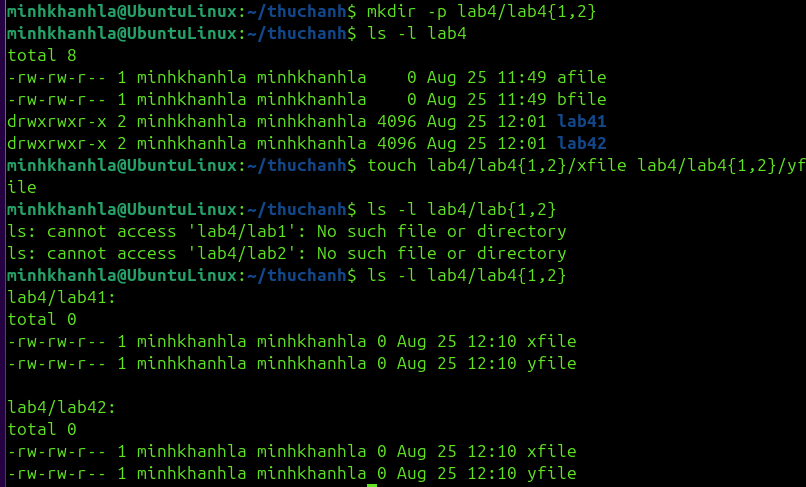 minhkhanhla@UbuntuLinux:~/thuchanh$ mkdir -p lab4/lab4{1,2}
minhkhanhla@UbuntuLinux:~/thuchanh$ ls -l lab4
total 8
-rw-rw-r-- 1 minhkhanhla minhkhanhla    0 Aug 25 11:49 afile
-rw-rw-r-- 1 minhkhanhla minhkhanhla    0 Aug 25 11:49 bfile
drwxrwxr-x 2 minhkhanhla minhkhanhla 4096 Aug 25 12:01 lab41
drwxrwxr-x 2 minhkhanhla minhkhanhla 4096 Aug 25 12:01 lab42
minhkhanhla@UbuntuLinux:~/thuchanh$ touch lab4/lab4{1,2}/xfile lab4/lab4{1,2}/yf
ile
minhkhanhla@UbuntuLinux:~/thuchanh$ ls -l lab4/lab{1,2}
ls: cannot access 'lab4/lab1': No such file or directory
ls: cannot access 'lab4/lab2': No such file or directory
minhkhanhla@UbuntuLinux:~/thuchanh$ ls -l lab4/lab4{1,2}
lab4/lab41:
total 0
-rw-rw-r-- 1 minhkhanhla minhkhanhla 0 Aug 25 12:10 xfile
-rw-rw-r-- 1 minhkhanhla minhkhanhla 0 Aug 25 12:10 yfile

lab4/lab42:
total 0
-rw-rw-r-- 1 minhkhanhla minhkhanhla 0 Aug 25 12:10 xfile
-rw-rw-r-- 1 minhkhanhla minhkhanhla 0 Aug 25 12:10 yfile